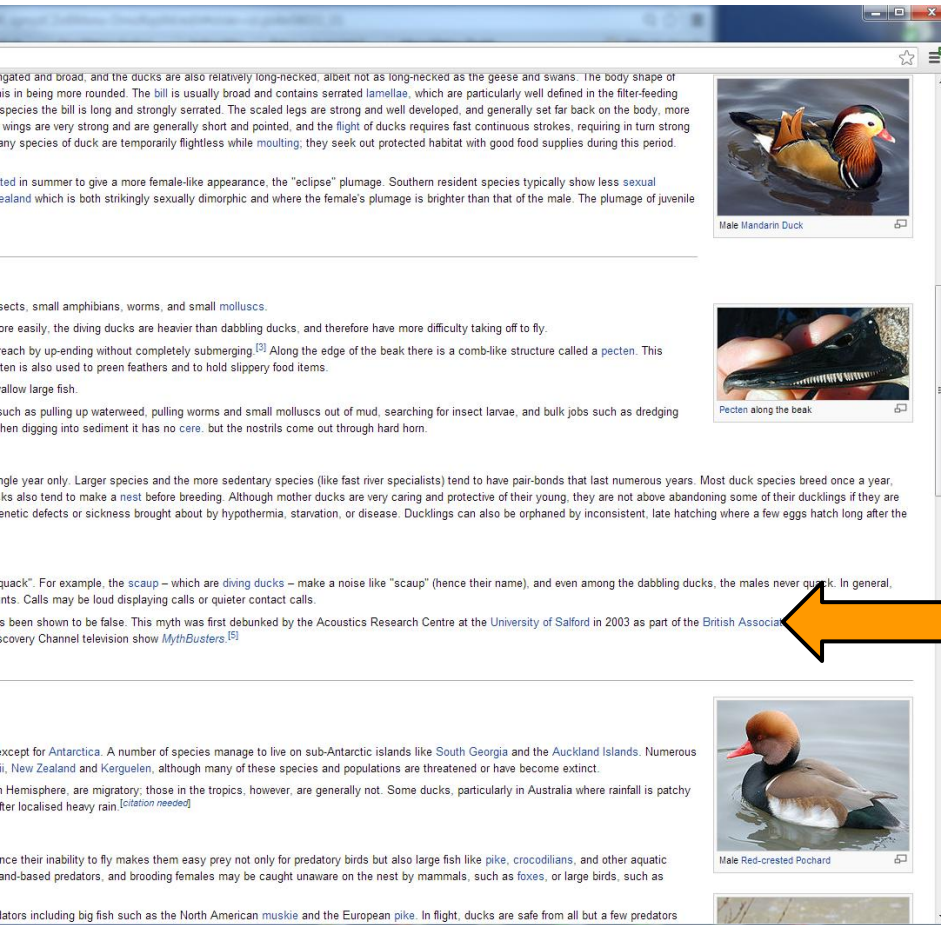 ngated and broad, and the ducks are also relatively long-necked, albeit not as long-necked as the geese and swans. The body shape of
his in being more rounded. The bill is usually broad and contains serrated lamellae, which are particularly well defined in the filter-feeding
species the bill is long and strongly serrated. The scaled legs are strong and well developed, and generally set far back on the body, more
wings are very strong and are generally short and pointed, and the flight of ducks requires fast continuous strokes, requiring in turn strong
any species of duck are temporarily flightless while moulting; they seek out protected habitat with good food supplies during this period.
ted in summer to give a more female-like appearance, the "eclipse" plumage. Southern resident species typically show less sexual
ealand which is both strikingly sexually dimorphic and where the female's plumage is brighter than that of the male. The plumage of juvenile
Male Mandarin Duck
sects, small amphibians, worms, and small molluscs.
ore easily, the diving ducks are heavier than dabbling ducks, and therefore have more difficulty taking off to fly.
reach by up-ending without completely submerging.[3] Along the edge of the beak there is a comb-like structure called a pecten. This
ten is also used to preen feathers and to hold slippery food items.
vallow large fish.
such as pulling up waterweed, pulling worms and small molluscs out of mud, searching for insect larvae, and bulk jobs such as dredging
hen digging into sediment it has no cere. but the nostrils come out through hard horn.
Pecten along the beak
ngle year only. Larger species and the more sedentary species (like fast river specialists) tend to have pair-bonds that last numerous years. Most duck species breed once a year,
ks also tend to make a nest before breeding. Although mother ducks are very caring and protective of their young, they are not above abandoning some of their ducklings if they are
enetic defects or sickness brought about by hypothermia, starvation, or disease. Ducklings can also be orphaned by inconsistent, late hatching where a few eggs hatch long after the
quack". For example, the scaup – which are diving ducks – make a noise like "scaup" (hence their name), and even among the dabbling ducks, the males never quack. In general,
nts. Calls may be loud displaying calls or quieter contact calls.
s been shown to be false. This myth was first debunked by the Acoustics Research Centre at the University of Salford in 2003 as part of the British Associat
scovery Channel television show MythBusters.[5]
except for Antarctica. A number of species manage to live on sub-Antarctic islands like South Georgia and the Auckland Islands. Numerous
ii, New Zealand and Kerguelen, although many of these species and populations are threatened or have become extinct.
n Hemisphere, are migratory; those in the tropics, however, are generally not. Some ducks, particularly in Australia where rainfall is patchy
fter localised heavy rain.[citation needed]
nce their inability to fly makes them easy prey not only for predatory birds but also large fish like pike, crocodilians, and other aquatic
and-based predators, and brooding females may be caught unaware on the nest by mammals, such as foxes, or large birds, such as
Male Red-crested Pochard
dators including big fish such as the North American muskie and the European pike. In flight, ducks are safe from all but a few predators